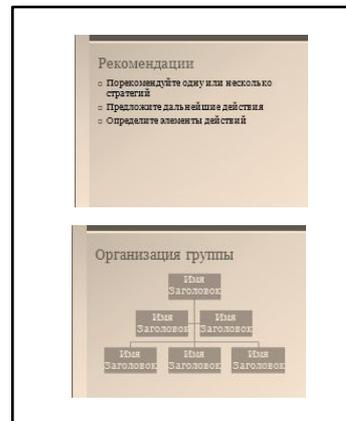 Рекомендации
▫ Порекомендуйте одну или несколько
стратегий
▫ Предложите дальнейшие действия
▫ Определите элементы действий
Организация группы
Имя
Заголовок
Имя Имя
Заголовок Заголовок
Имя Имя Имя
Заголовок Заголовок Заголовок